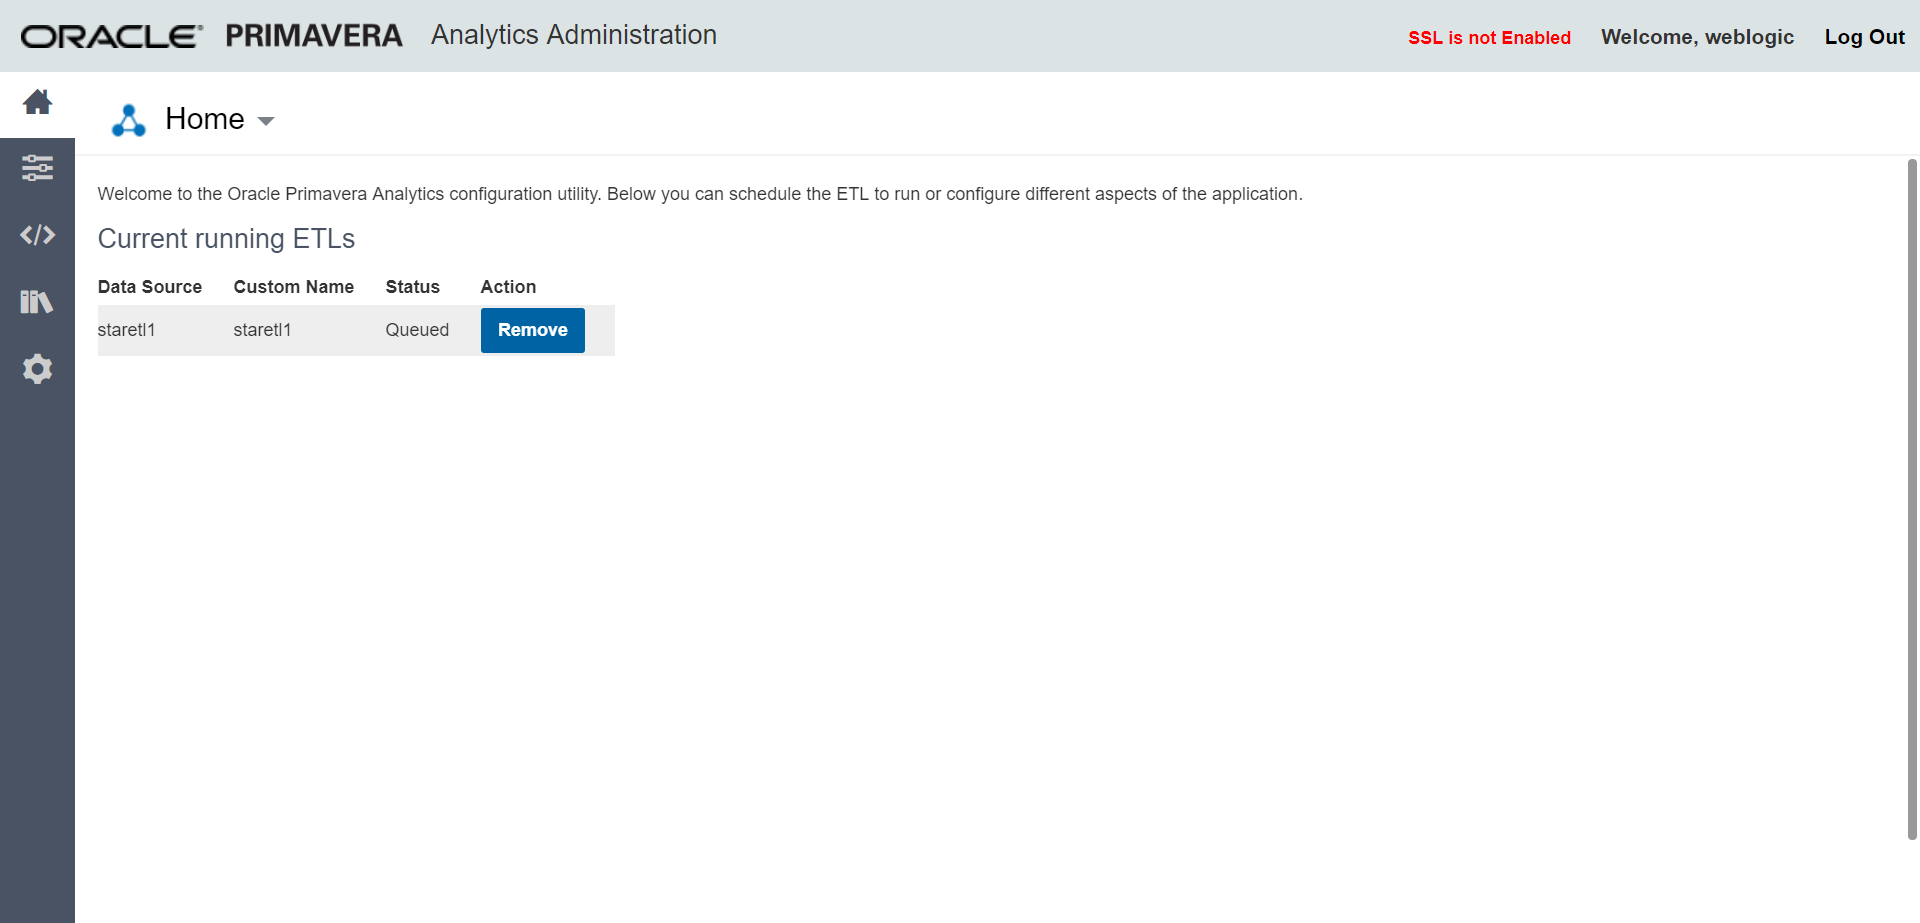 ORACLE® PRIMAVERA Analytics Administration SSL is not Enabled Welcome, weblogic Log Out
Home
Welcome to the Oracle Primavera Analytics configuration utility. Below you can schedule the ETL to run or configure different aspects of the application.
Current running ETLs
Data Source Custom Name Status Action
staretl1 staretl1 Queued Remove